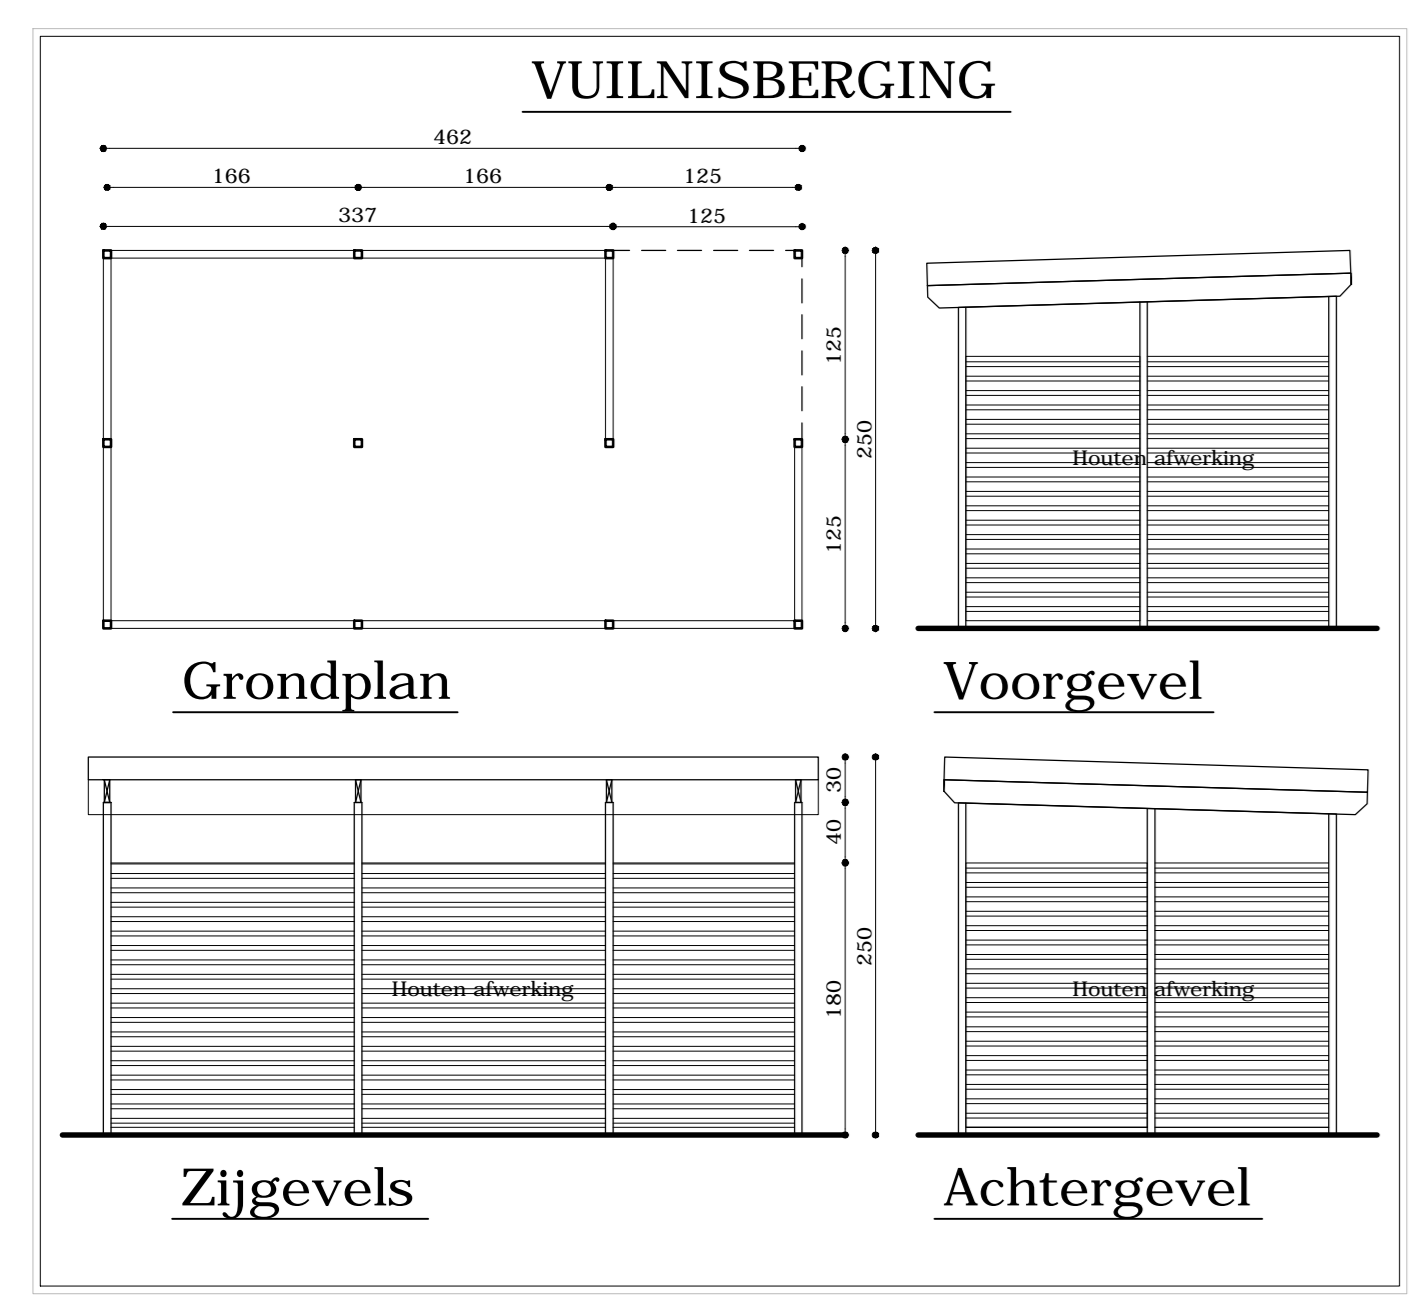 VUILNISBERGING
462
166 166 125
337 125
125
250
125
Houten afwerking
Grondplan
Voorgevel
30
40
250
180
Houten afwerking
Houten afwerking
Zijgevels
Achtergevel